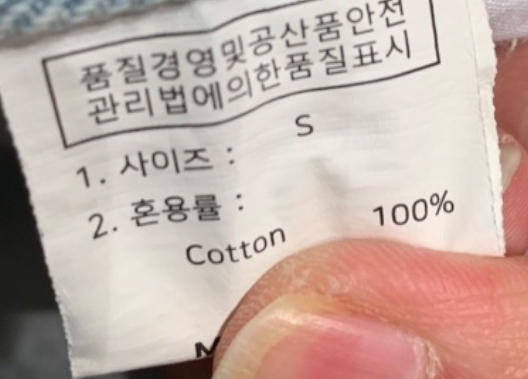 품질경영및공산품안전
관리법에의한품질표시
1. 사이즈 : S
2. 혼용률 :
Cotton 100%